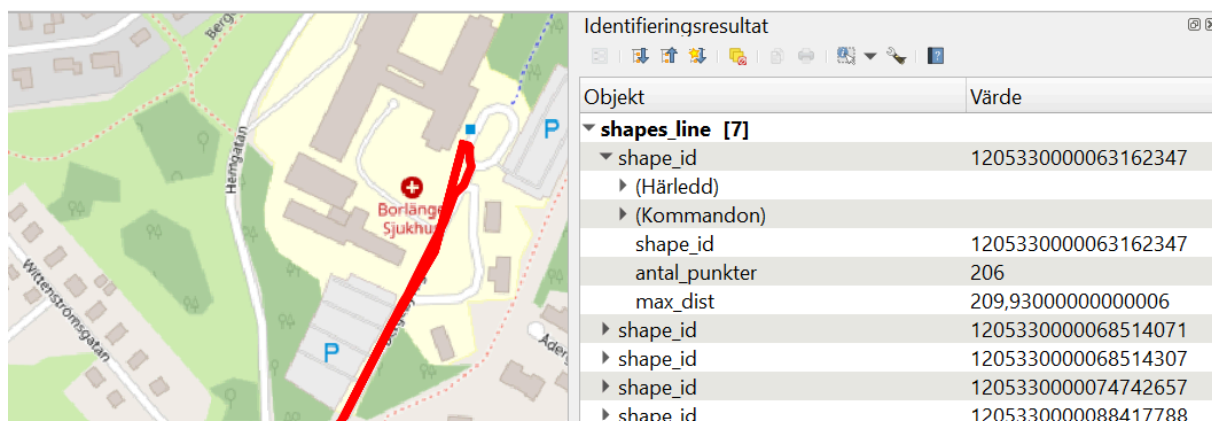 Berg
Hemgatan
Borlänge
Sjukhus
Wittenströmsgatan
P
P
Identifieringsresultat
Objekt Värde
shapes_line [7]
shape_id 1205330000063162347
(Härledd)
(Kommandon)
shape_id 1205330000063162347
antal_punkter 206
max_dist 209,93000000000006
shape_id 1205330000068514071
shape_id 1205330000068514307
shape_id 1205330000074742657
shape_id 1205330000088417788